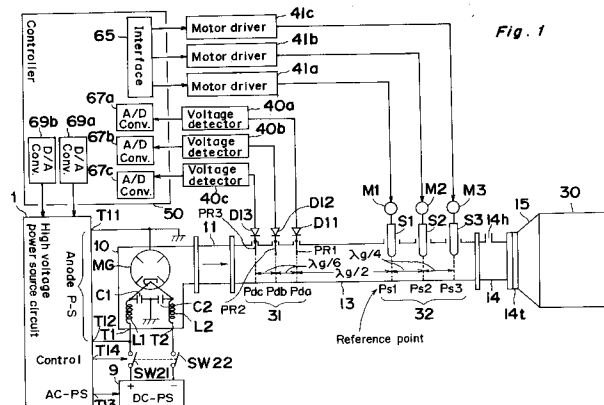 Fig. 1
Controller
65
Interface
Motor driver
41c
Motor driver
41b
Motor driver
41a
69b
69a
D/A Conv.
D/A Conv.
67a
A/D Conv.
67b
A/D Conv.
67c
A/D Conv.
Voltage detector
40a
Voltage detector
40b
Voltage detector
40c
50
1
High voltage power source circuit
T11
Anode P-S
10
MG
C1
C2
L1
L2
T12
T1
T2
T14
Control
SW21
SW22
9
AC-PS
T13
+
−
DC-PS
11
PR3
DI3
DI2
D11
PR1
PR2
Pdc
Pdb
Pda
31
λg/6
λg/2
λg/4
13
M1
M2
M3
S1
S2
S3
14h
15
30
Ps1
Ps2
Ps3
32
14
14t
Reference point